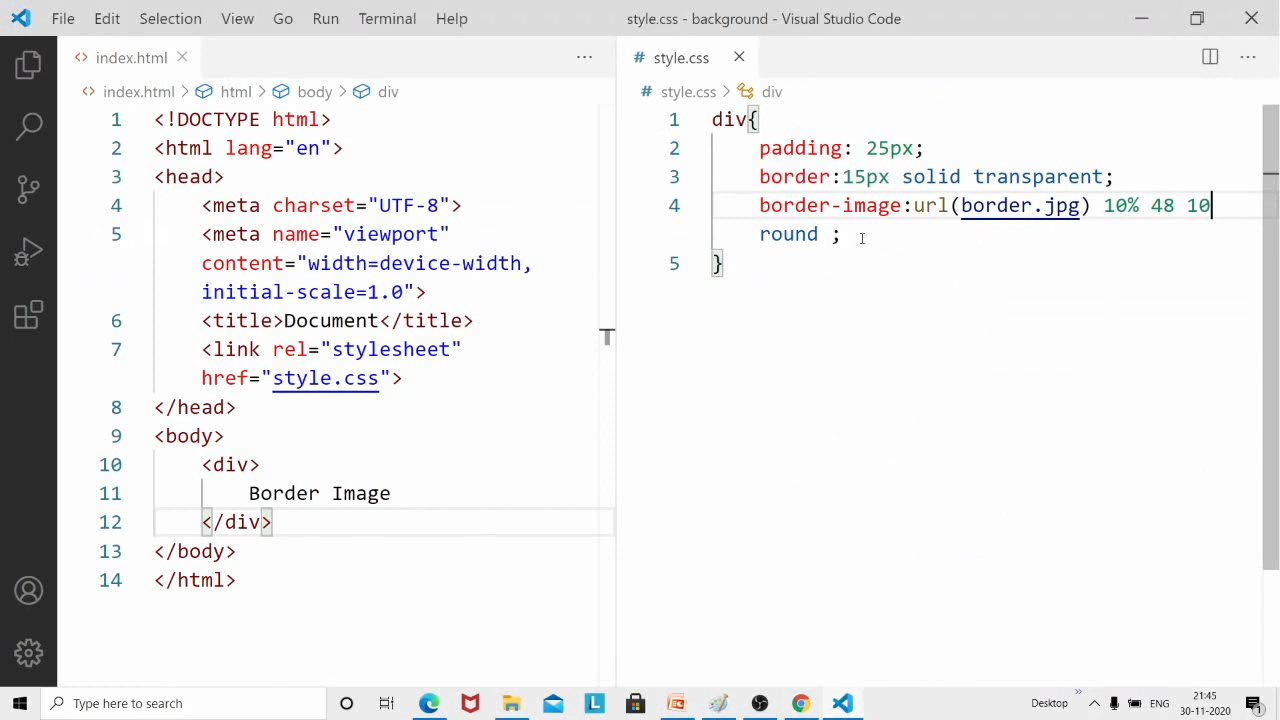 File Edit Selection View Go Run Terminal Help
style.css - background - Visual Studio Code
<> index.html
# style.css
<> index.html > html > body > div
# style.css > div
1 <!DOCTYPE html>
2 <html lang="en">
3 <head>
4 <meta charset="UTF-8">
5 <meta name="viewport"
content="width=device-width,
initial-scale=1.0">
6 <title>Document</title>
7 <link rel="stylesheet"
href="style.css">
8 </head>
9 <body>
10 <div>
11 Border Image
12 </div>
13 </body>
14 </html>
1 div{
2 padding: 25px;
3 border:15px solid transparent;
4 border-image:url(border.jpg) 10% 48 10
round ;
5 }
Type here to search
L
Desktop
ENG
21:45
30-11-2020
1